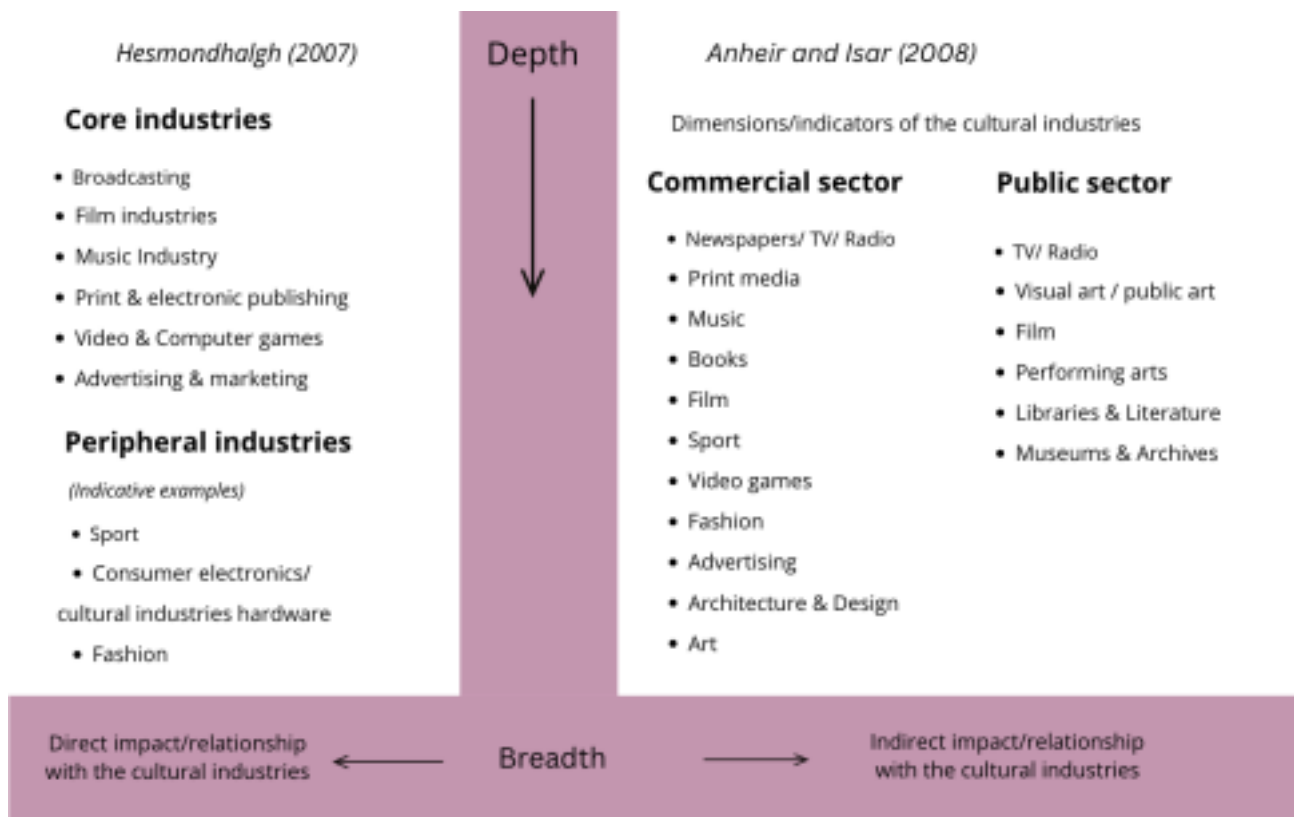 Hesmondhalgh (2007)
Core industries
• Broadcasting
• Film industries
• Music Industry
• Print & electronic publishing
• Video & Computer games
• Advertising & marketing
Peripheral industries
(Indicative examples)
• Sport
• Consumer electronics/
cultural industries hardware
• Fashion
Depth
Anheir and Isar (2008)
Dimensions/indicators of the cultural industries
Commercial sector
• Newspapers/ TV/ Radio
• Print media
• Music
• Books
• Film
• Sport
• Video games
• Fashion
• Advertising
• Architecture & Design
• Art
Public sector
• TV/ Radio
• Visual art / public art
• Film
• Performing arts
• Libraries & Literature
• Museums & Archives
Direct impact/relationship
with the cultural industries
Breadth
Indirect impact/relationship
with the cultural industries